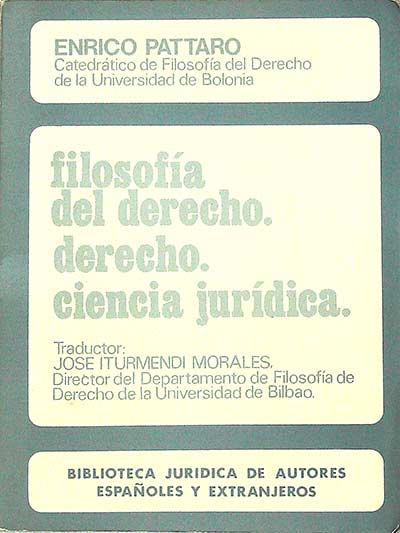 ENRICO PATTARO
Catedrático de Filosofía del Derecho
de la Universidad de Bolonia
filosofía
del derecho.
derecho.
ciencia jurídica.
Traductor:
JOSE ITURMENDI MORALES,
Director del Departamento de Filosofía de
Derecho de la Universidad de Bilbao.
BIBLIOTECA JURIDICA DE AUTORES
ESPAÑOLES Y EXTRANJEROS